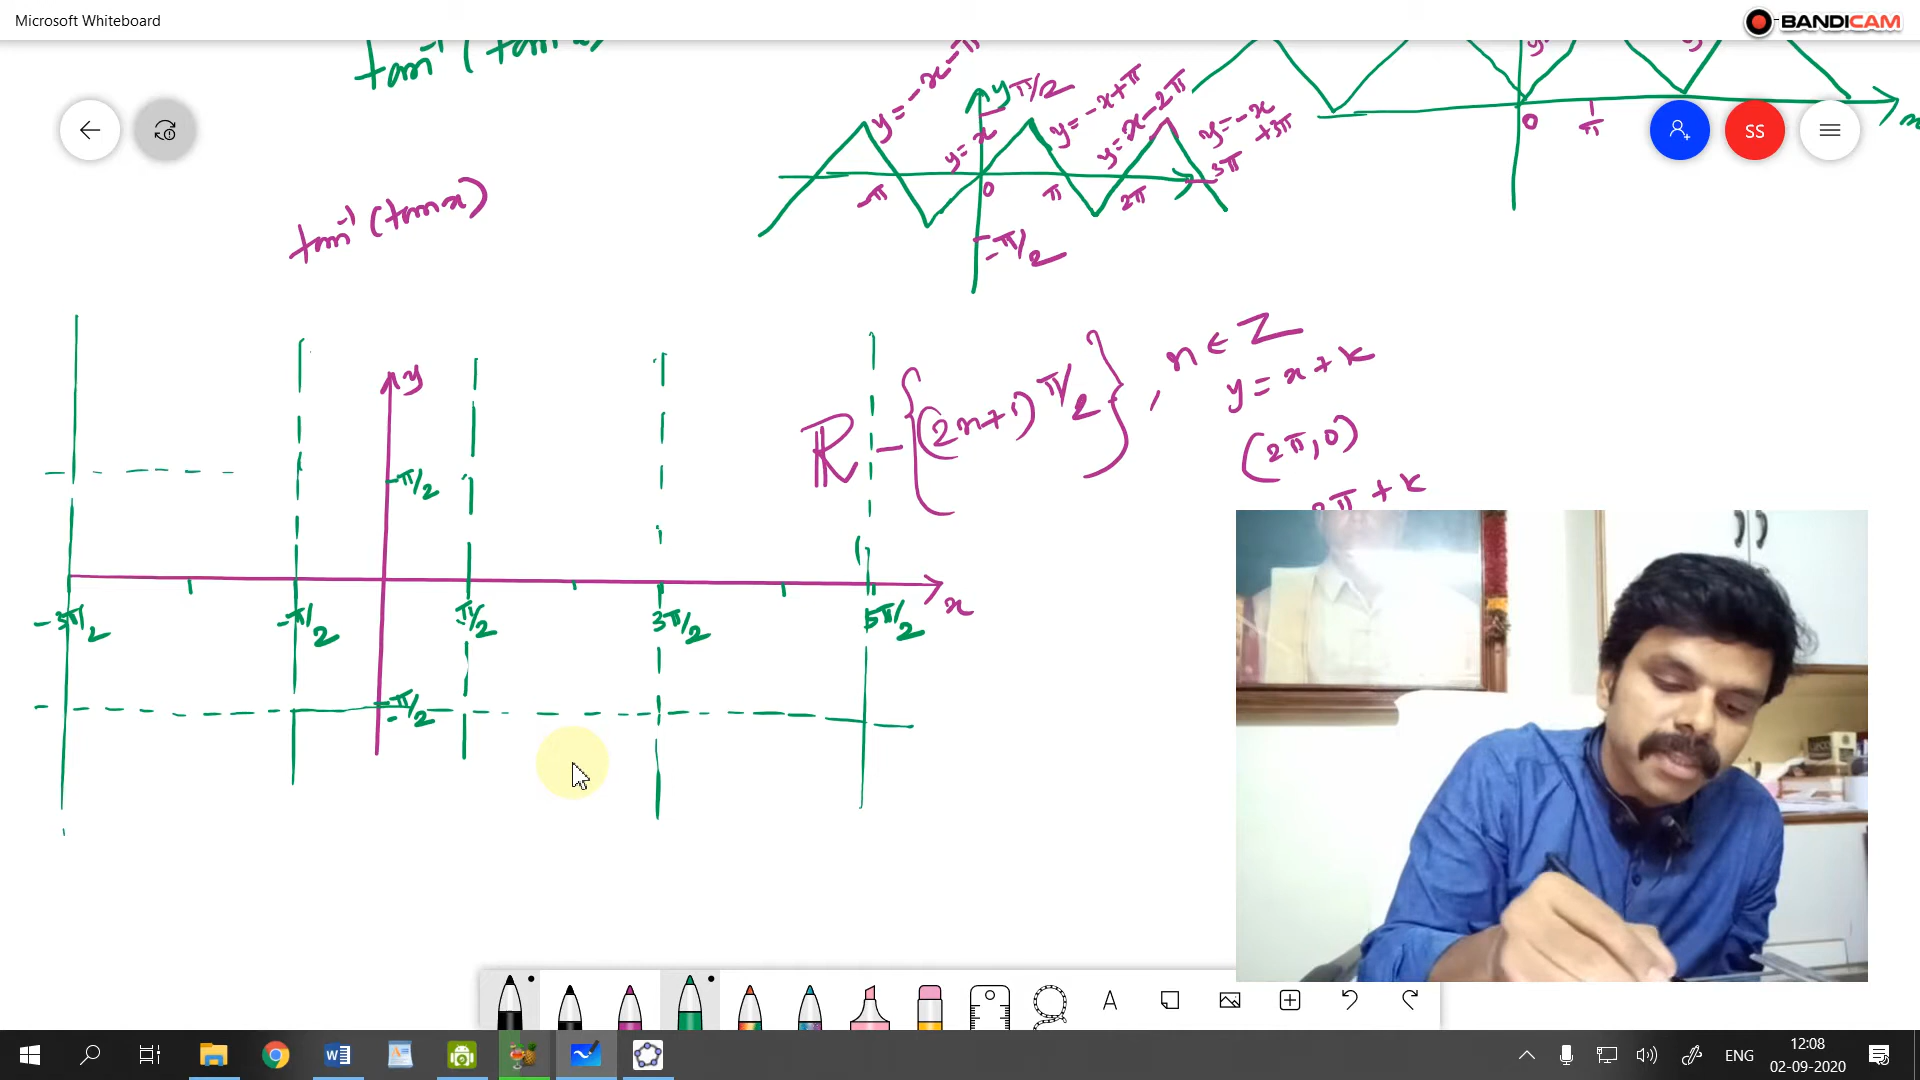 Microsoft Whiteboard
BANDICAM
tan⁻¹(tan
y = -x -
y
π/2
y = -x+π
y = x-2π
y = -x
+3π
y = x
-π
0
π
2π
3π
-π/2
0
π
x
SS
tan⁻¹(tanx)
ℝ - {(2n+1) π/2}, n ∈ Z
y = x + k
(2π,0)
2π + k
y
π/2
-3π/2
-π/2
π/2
3π/2
5π/2
x
-π/2
A
ENG
12:08
02-09-2020